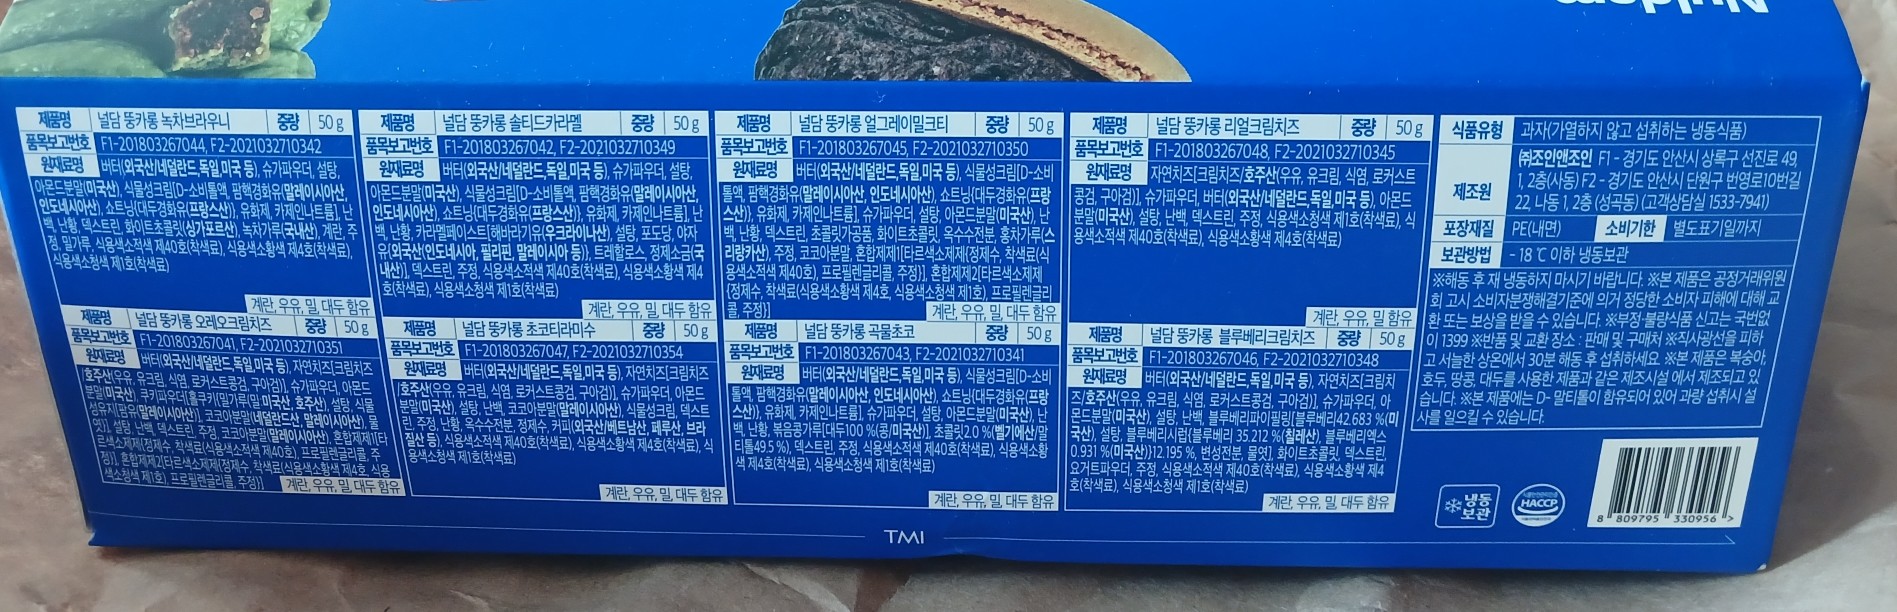 제품명 널담 뚱카롱 녹차브라우니 중량 50 g
품목보고번호 F1-201803267044, F2-2021032710342
원재료명 버터(외국산/네덜란드,독일,미국 등), 슈가파우더, 설탕,
아몬드분말(미국산), 식물성크림[D-소비톨액, 팜핵경화유(말레이시아산,
인도네시아산), 쇼트닝{대두경화유(프랑스산)}, 유화제, 카제인나트륨], 난
백, 난황, 덱스트린, 화이트초콜릿(싱가포르산), 녹차가루(국내산), 계란, 주
정, 밀가루, 식용색소적색 제40호(착색료), 식용색소황색 제4호(착색료),
식용색소청색 제1호(착색료)
계란, 우유, 밀, 대두 함유
제품명 널담 뚱카롱 솔티드카라멜 중량 50 g
품목보고번호 F1-201803267042, F2-2021032710349
원재료명 버터(외국산/네덜란드,독일,미국 등), 슈가파우더, 설탕,
아몬드분말(미국산), 식물성크림[D-소비톨액, 팜핵경화유(말레이시아산,
인도네시아산), 쇼트닝{대두경화유(프랑스산)}, 유화제, 카제인나트륨], 난
백, 난황, 카라멜페이스트[해바라기유(우크라이나산), 설탕, 포도당, 야자
유(외국산(인도네시아, 필리핀, 말레이시아 등)), 트레할로스, 정제소금(국
내산)], 덱스트린, 주정, 식용색소적색 제40호(착색료), 식용색소황색 제4
호(착색료), 식용색소청색 제1호(착색료)
계란, 우유, 밀, 대두 함유
제품명 널담 뚱카롱 얼그레이밀크티 중량 50 g
품목보고번호 F1-201803267045, F2-2021032710350
원재료명 버터(외국산/네덜란드,독일,미국 등), 식물성크림[D-소비
톨액, 팜핵경화유(말레이시아산, 인도네시아산), 쇼트닝{대두경화유(프랑
스산)}, 유화제, 카제인나트륨], 슈가파우더, 설탕, 아몬드분말(미국산), 난
백, 난황, 덱스트린, 초콜릿가공품, 화이트초콜릿, 옥수수전분, 홍차가루(스
리랑카산), 주정, 코코아분말, 혼합제제1[타르색소제제(정제수, 착색료(식
용색소적색 제40호), 프로필렌글리콜, 주정)], 혼합제제2[타르색소제제
(정제수, 착색료(식용색소황색 제4호, 식용색소청색 제1호), 프로필렌글리
콜, 주정)]
계란, 우유, 밀, 대두 함유
제품명 널담 뚱카롱 리얼크림치즈 중량 50 g
품목보고번호 F1-201803267048, F2-2021032710345
원재료명 자연치즈[크림치즈/호주산(우유, 유크림, 식염, 로커스트
콩검, 구아검)], 슈가파우더, 버터(외국산/네덜란드,독일,미국 등), 아몬드
분말(미국산), 설탕, 난백, 덱스트린, 주정, 식용색소청색 제1호(착색료), 식
용색소적색 제40호(착색료), 식용색소황색 제4호(착색료)
계란, 우유, 밀 함유
제품명 널담 뚱카롱 오레오크림치즈 중량 50 g
품목보고번호 F1-201803267041, F2-2021032710351
원재료명 버터(외국산/네덜란드,독일,미국 등), 자연치즈[크림치즈
/호주산(우유, 유크림, 식염, 로커스트콩검, 구아검)], 슈가파우더, 아몬드
분말(미국산), 쿠키파우더[홀쿠키{밀가루(밀:미국산, 호주산), 설탕, 식물
성유지[팜유(말레이시아산)], 코코아분말(네덜란드산, 말레이시아산), 물
엿}], 설탕, 난백, 덱스트린, 주정, 코코아분말(말레이시아산), 혼합제제1[타
르색소제제(정제수, 착색료(식용색소적색 제40호), 프로필렌글리콜, 주
정)], 혼합제제2[타르색소제제(정제수, 착색료(식용색소황색 제4호, 식용
색소청색 제1호), 프로필렌글리콜, 주정)]
계란, 우유, 밀, 대두 함유
제품명 널담 뚱카롱 초코티라미수 중량 50 g
품목보고번호 F1-201803267047, F2-2021032710354
원재료명 버터(외국산/네덜란드,독일,미국 등), 자연치즈[크림치즈
/호주산(우유, 유크림, 식염, 로커스트콩검, 구아검)], 슈가파우더, 아몬드
분말(미국산), 설탕, 난백, 코코아분말(말레이시아산), 식물성크림, 덱스트
린, 주정, 난황, 옥수수전분, 정제수, 커피(외국산/베트남산, 페루산, 브라
질산 등), 식용색소적색 제40호(착색료), 식용색소황색 제4호(착색료), 식
용색소청색 제1호(착색료)
계란, 우유, 밀, 대두 함유
제품명 널담 뚱카롱 곡물초코 중량 50 g
품목보고번호 F1-201803267043, F2-2021032710341
원재료명 버터(외국산/네덜란드,독일,미국 등), 식물성크림[D-소비
톨액, 팜핵경화유(말레이시아산, 인도네시아산), 쇼트닝{대두경화유(프랑
스산)}, 유화제, 카제인나트륨], 슈가파우더, 설탕, 아몬드분말(미국산), 난
백, 난황, 볶음콩가루[대두100 %(콩/미국산)], 초콜릿2.0 %(벨기에산/말
티톨49.5 %), 덱스트린, 주정, 식용색소적색 제40호(착색료), 식용색소황
색 제4호(착색료), 식용색소청색 제1호(착색료)
계란, 우유, 밀, 대두 함유
제품명 널담 뚱카롱 블루베리크림치즈 중량 50 g
품목보고번호 F1-201803267046, F2-2021032710348
원재료명 버터(외국산/네덜란드,독일,미국 등), 자연치즈[크림치
즈/호주산(우유, 유크림, 식염, 로커스트콩검, 구아검)], 슈가파우더, 아
몬드분말(미국산), 설탕, 난백, 블루베리파이필링[블루베리42.683 %(미
국산), 설탕, 블루베리시럽{블루베리 35.212 %(칠레산), 블루베리엑스
0.931 %(미국산)}12.195 %, 변성전분, 물엿], 화이트초콜릿, 덱스트린,
요거트파우더, 주정, 식용색소적색 제40호(착색료), 식용색소황색 제4
호(착색료), 식용색소청색 제1호(착색료)
계란, 우유, 밀, 대두 함유
식품유형 과자(가열하지 않고 섭취하는 냉동식품)
제조원 ㈜조인앤조인 F1 - 경기도 안산시 상록구 선진로 49,
1, 2층(사동) F2 - 경기도 안산시 단원구 번영로10번길
22, 나동 1, 2층 (성곡동) (고객상담실 1533-7941)
포장재질 PE(내면) 소비기한 별도표기일까지
보관방법 - 18 ℃ 이하 냉동보관
※해동 후 재 냉동하지 마시기 바랍니다. ※본 제품은 공정거래위원
회 고시 소비자분쟁해결기준에 의거 정당한 소비자 피해에 대해 교
환 또는 보상을 받을 수 있습니다. ※부정·불량식품 신고는 국번없
이 1399 ※반품 및 교환 장소 : 판매 및 구매처 ※직사광선을 피하
고 서늘한 상온에서 30분 해동 후 섭취하세요. ※본 제품은 복숭아,
호두, 땅콩, 대두를 사용한 제품과 같은 제조시설 에서 제조되고 있
습니다. ※본 제품에는 D- 말티톨이 함유되어 있어 과량 섭취시 설
사를 일으킬 수 있습니다.
냉동
보관
HACCP
8 809795 330956 >
TMI